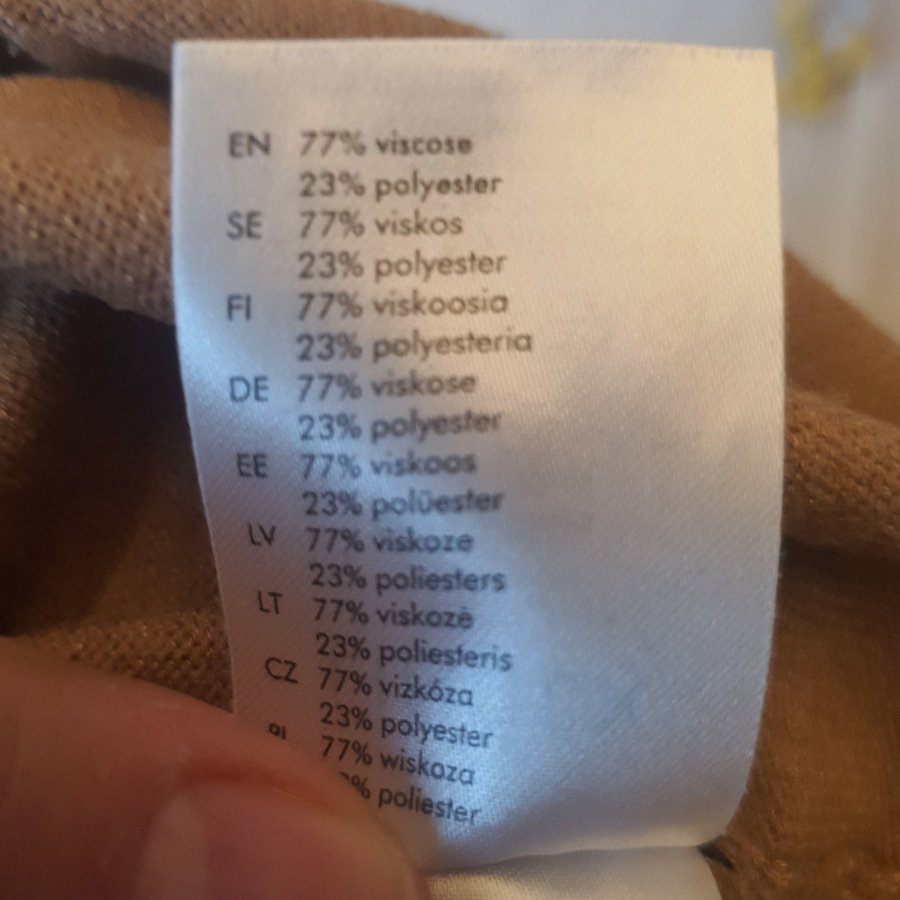 EN 77% viscose
23% polyester
SE 77% viskos
23% polyester
FI 77% viskoosia
23% polyesteria
DE 77% viskose
23% polyester
EE 77% viskoos
23% polüester
LV 77% viskoze
23% poliesters
LT 77% viskozė
23% poliesteris
CZ 77% vizkóza
23% polyester
77% wiskoza
% poliester